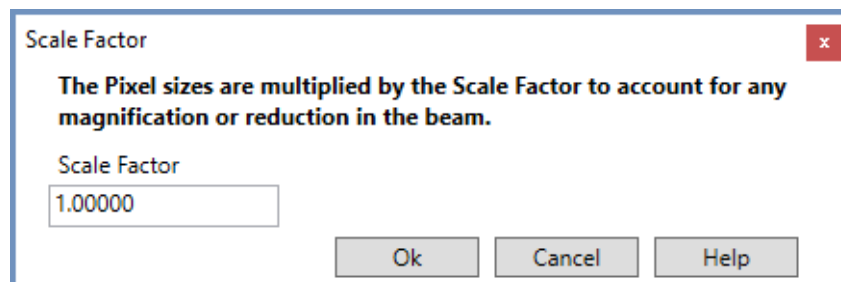 Scale Factor
x
The Pixel sizes are multiplied by the Scale Factor to account for any
magnification or reduction in the beam.
Scale Factor
1.00000
Ok Cancel Help